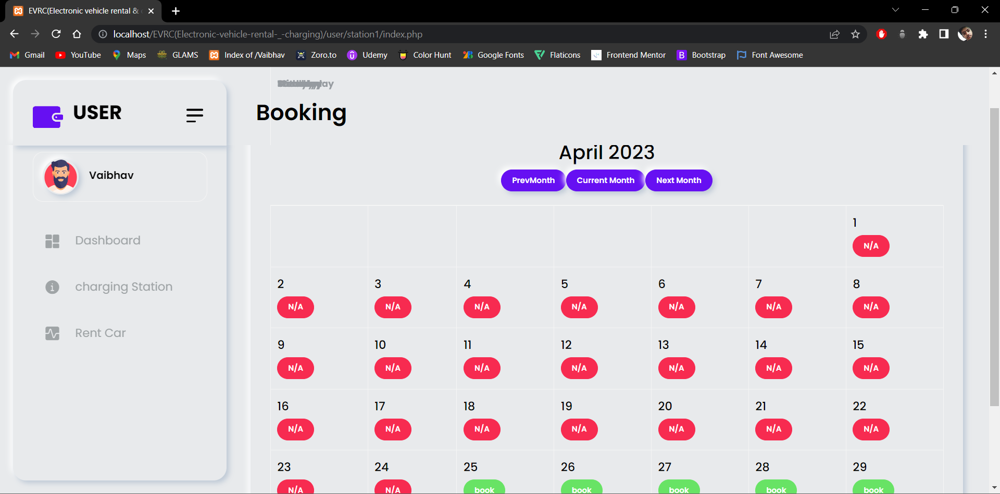 EVRC(Electronic vehicle rental &
localhost/EVRC(Electronic-vehicle-rental-_-charging)/user/station1/index.php
Gmail YouTube Maps GLAMS Index of /Vaibhav Zoro.to Udemy Color Hunt Google Fonts Flaticons Frontend Mentor Bootstrap Font Awesome
USER
Booking
April 2023
Vaibhav
PrevMonth Current Month Next Month
Dashboard
charging Station
Rent Car
1
N/A
2 3 4 5 6 7 8
N/A N/A N/A N/A N/A N/A N/A
9 10 11 12 13 14 15
N/A N/A N/A N/A N/A N/A N/A
16 17 18 19 20 21 22
N/A N/A N/A N/A N/A N/A N/A
23 24 25 26 27 28 29
N/A N/A book book book book book